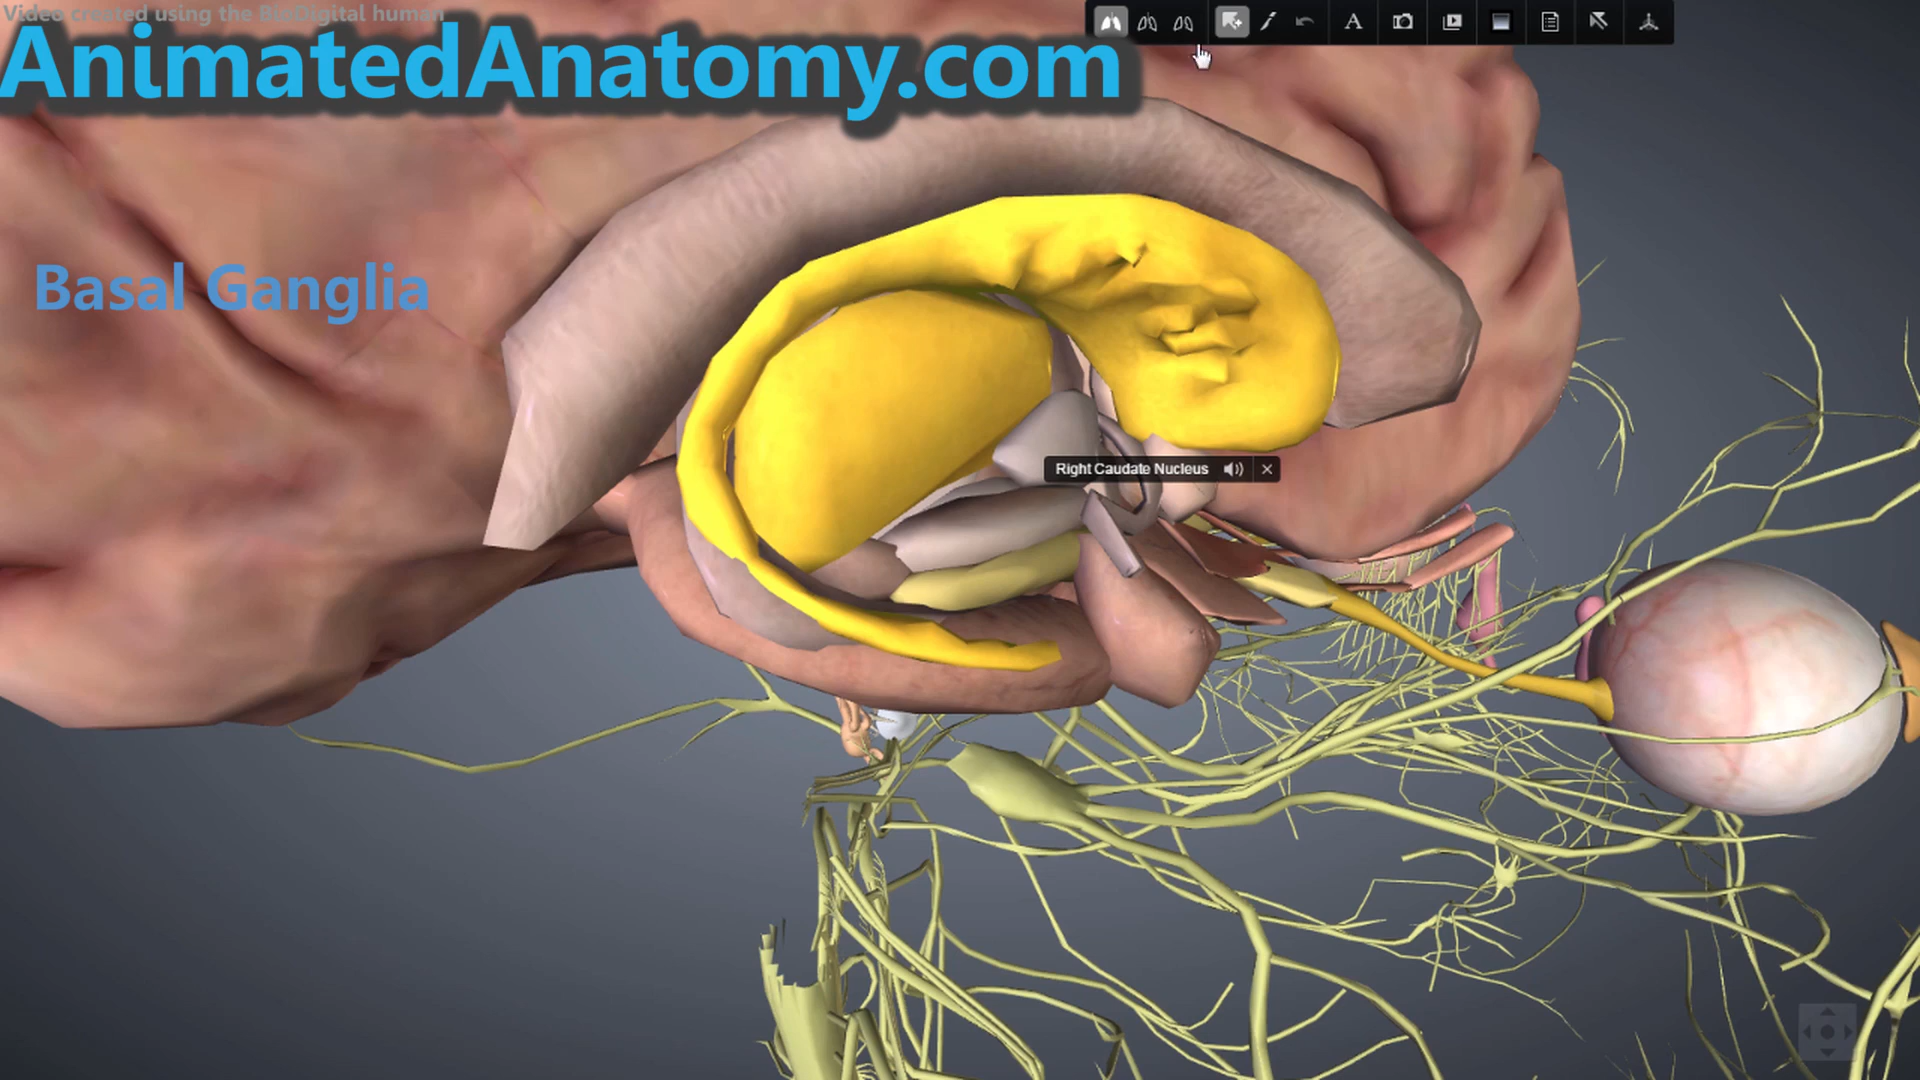 Video created using the BioDigital human
AnimatedAnatomy.com
A
Basal Ganglia
Right Caudate Nucleus